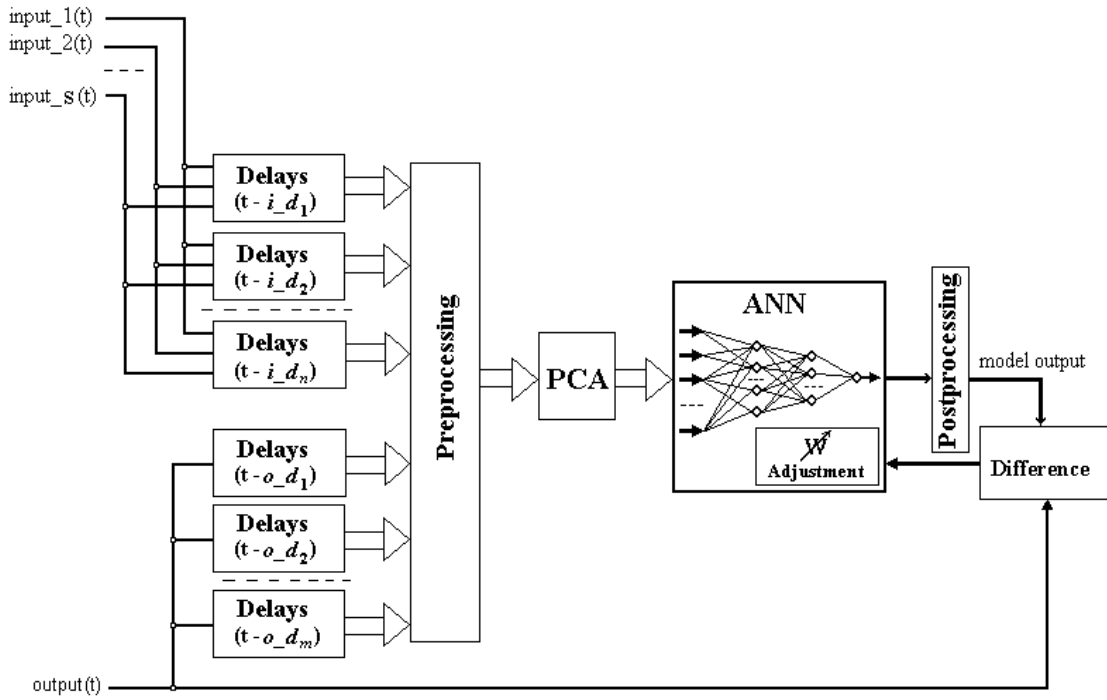 input_1(t)
input_2(t)
input_s(t)
Delays
(t - i_d1)
Delays
(t - i_d2)
Delays
(t - i_dn)
Delays
(t - o_d1)
Delays
(t - o_d2)
Delays
(t - o_dm)
output(t)
Preprocessing
PCA
ANN
W
Adjustment
Postprocessing
model output
Difference